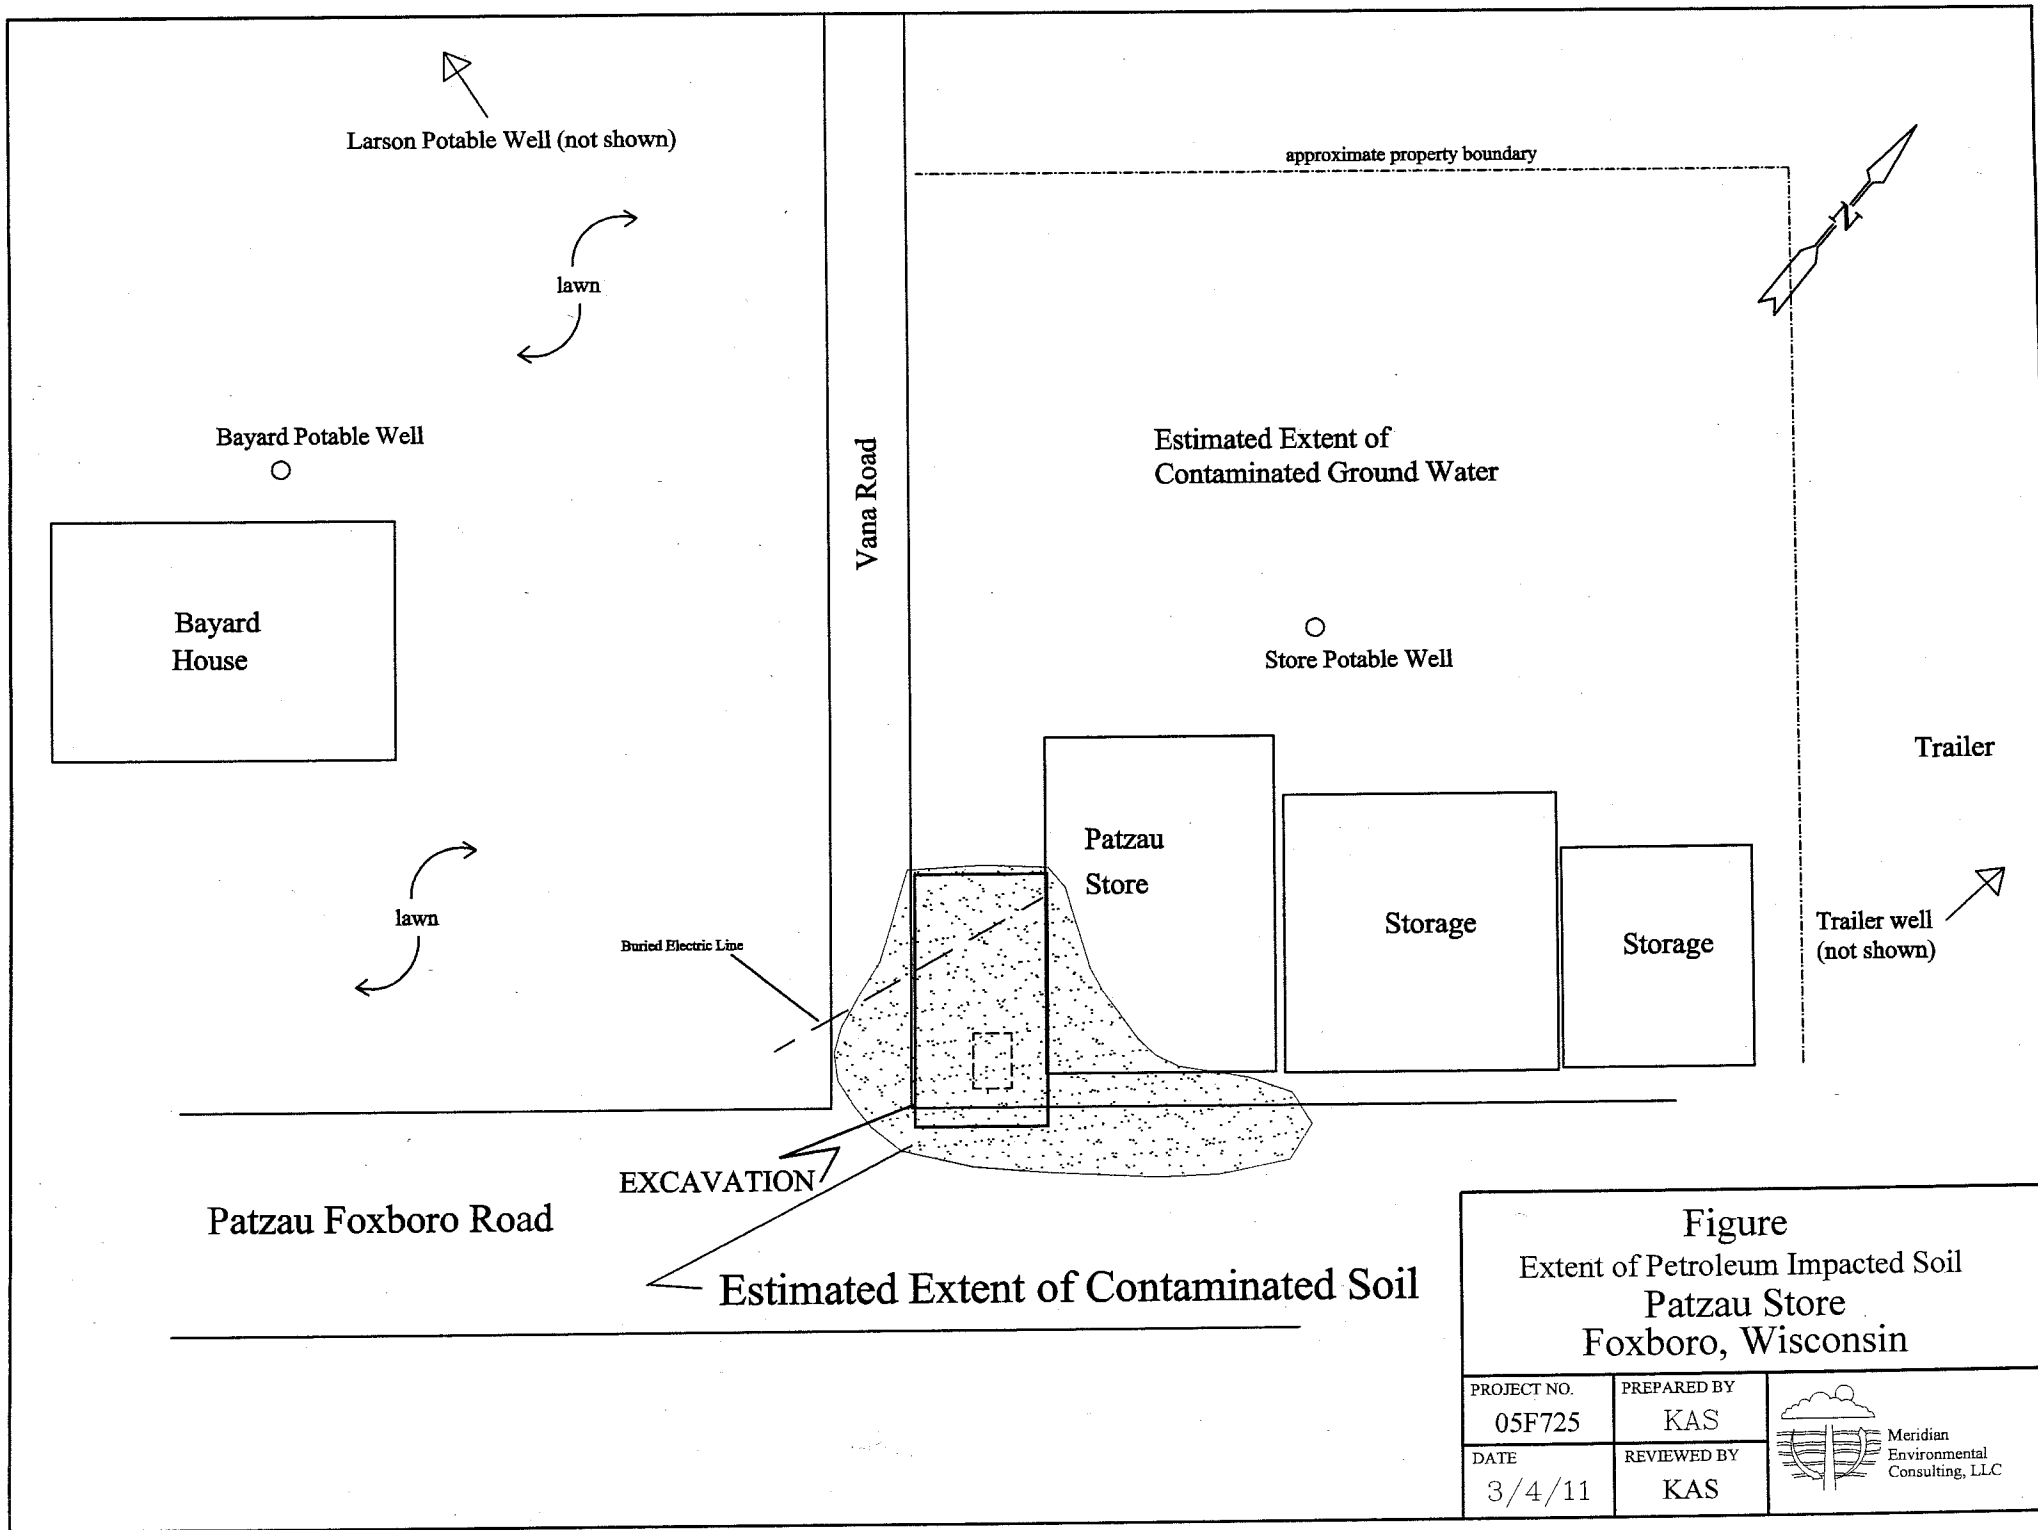 Larson Potable Well (not shown)
approximate property boundary
N
lawn
Bayard Potable Well
Vana Road
Estimated Extent of
Contaminated Ground Water
Bayard
House
Store Potable Well
Trailer
Patzau
Store
Storage
Storage
Trailer well
(not shown)
lawn
Buried Electric Line
EXCAVATION
Patzau Foxboro Road
Estimated Extent of Contaminated Soil
Figure
Extent of Petroleum Impacted Soil
Patzau Store
Foxboro, Wisconsin
PROJECT NO.
05F725
PREPARED BY
KAS
DATE
3/4/11
REVIEWED BY
KAS
Meridian
Environmental
Consulting, LLC